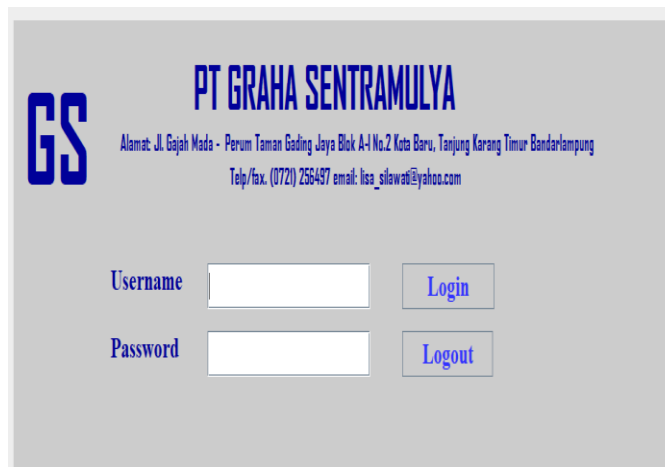 GS
PT GRAHA SENTRAMULYA
Alamat: Jl. Gajah Mada - Perum Taman Gading Jaya Blok A-I No.2 Kota Baru, Tanjung Karang Timur Bandarlampung
Telp/fax. (0721) 256497 email: lisa_silawati@yahoo.com
Username
Login
Password
Logout